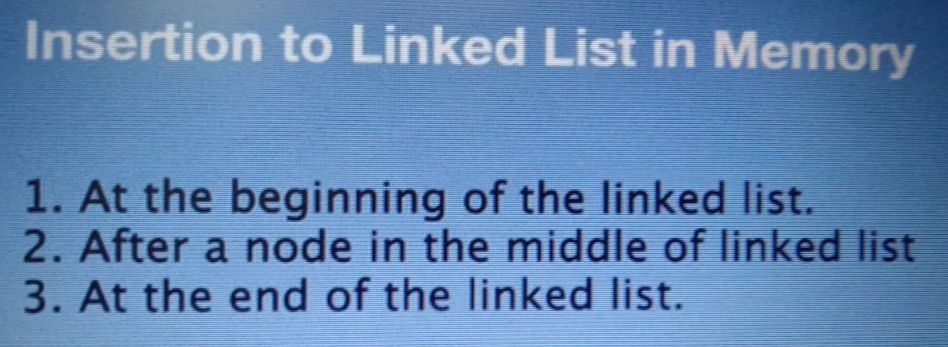 Insertion to Linked List in Memory
1. At the beginning of the linked list.
2. After a node in the middle of linked list
3. At the end of the linked list.